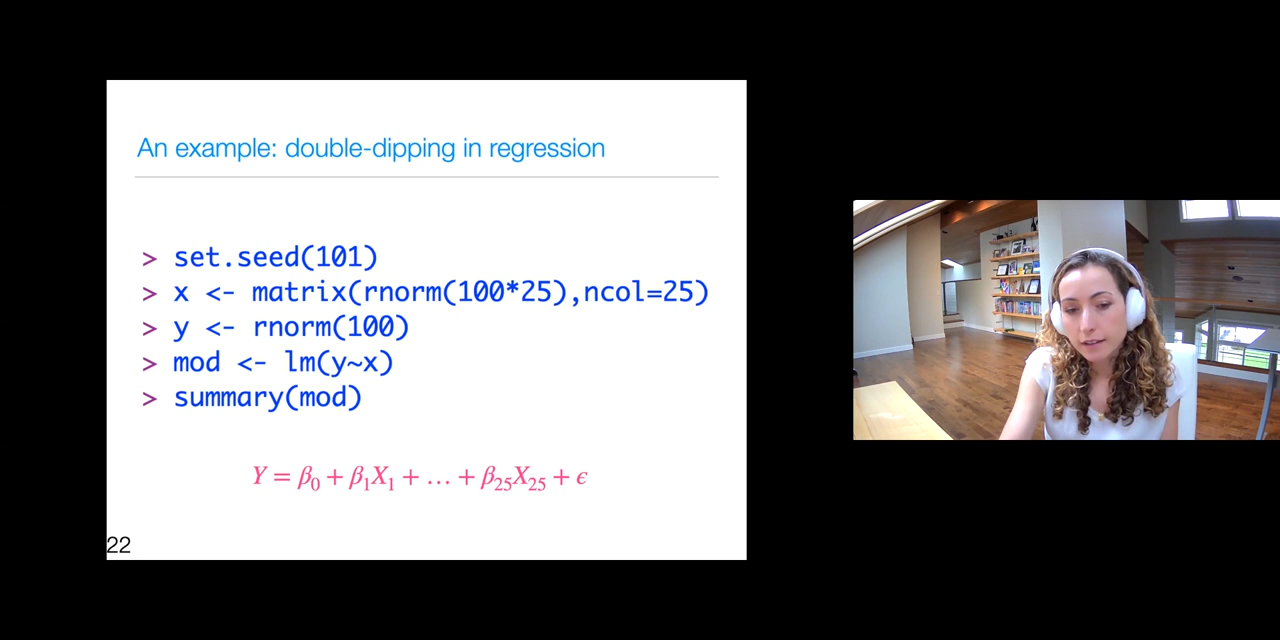 An example: double-dipping in regression
> set.seed(101)
> x <- matrix(rnorm(100*25),ncol=25)
> y <- rnorm(100)
> mod <- lm(y~x)
> summary(mod)
Y = β₀ + β₁X₁ + … + β₂₅X₂₅ + ϵ
22